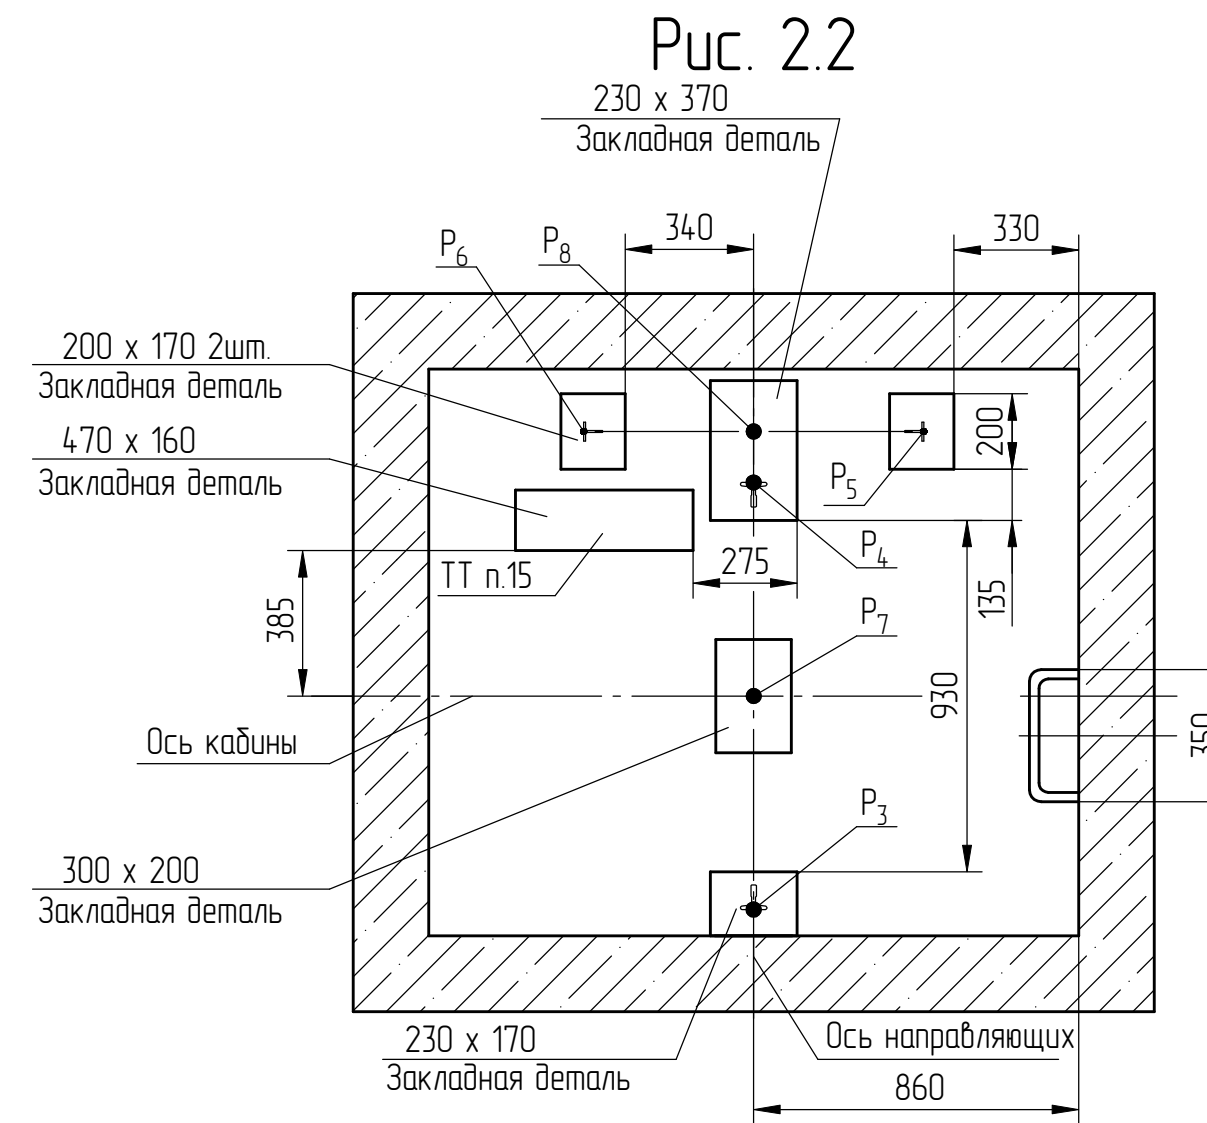 Рис. 2.2
230 х 370
Закладная деталь
340
330
P6
P8
200 х 170 2шт.
Закладная деталь
470 х 160
Закладная деталь
200
P5
P4
ТТ п.15
275
135
385
P7
930
350
Ось кабины
P3
300 х 200
Закладная деталь
230 х 170
Закладная деталь
Ось направляющих
860